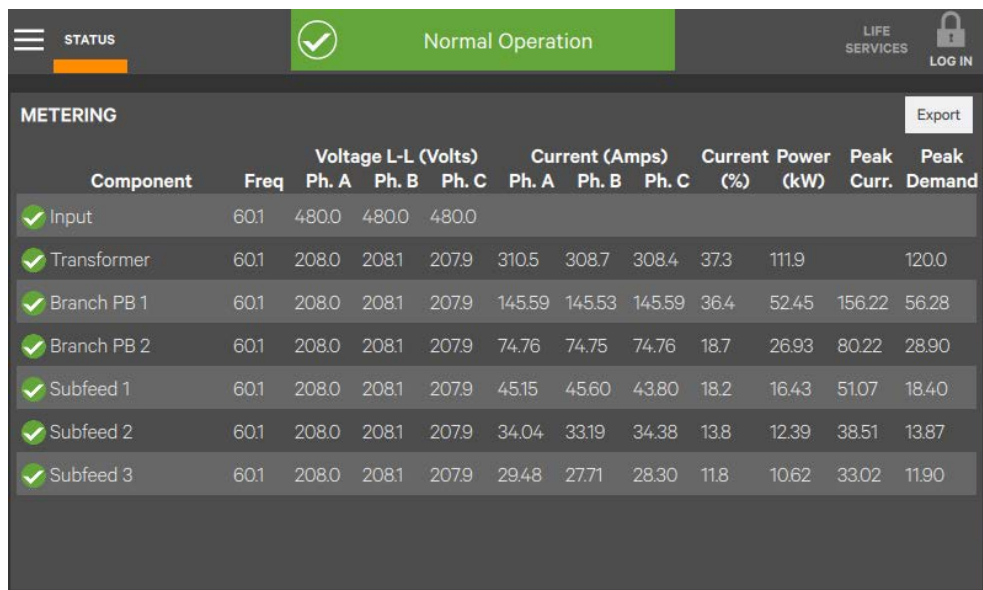 STATUS
Normal Operation
LIFE
SERVICES
LOG IN
METERING
Export
Voltage L-L (Volts) Current (Amps) Current Power Peak Peak
Component Freq Ph. A Ph. B Ph. C Ph. A Ph. B Ph. C (%) (kW) Curr. Demand
Input 60.1 480.0 480.0 480.0
Transformer 60.1 208.0 208.1 207.9 310.5 308.7 308.4 37.3 111.9 120.0
Branch PB 1 60.1 208.0 208.1 207.9 145.59 145.53 145.59 36.4 52.45 156.22 56.28
Branch PB 2 60.1 208.0 208.1 207.9 74.76 74.75 74.76 18.7 26.93 80.22 28.90
Subfeed 1 60.1 208.0 208.1 207.9 45.15 45.60 43.80 18.2 16.43 51.07 18.40
Subfeed 2 60.1 208.0 208.1 207.9 34.04 33.19 34.38 13.8 12.39 38.51 13.87
Subfeed 3 60.1 208.0 208.1 207.9 29.48 27.71 28.30 11.8 10.62 33.02 11.90